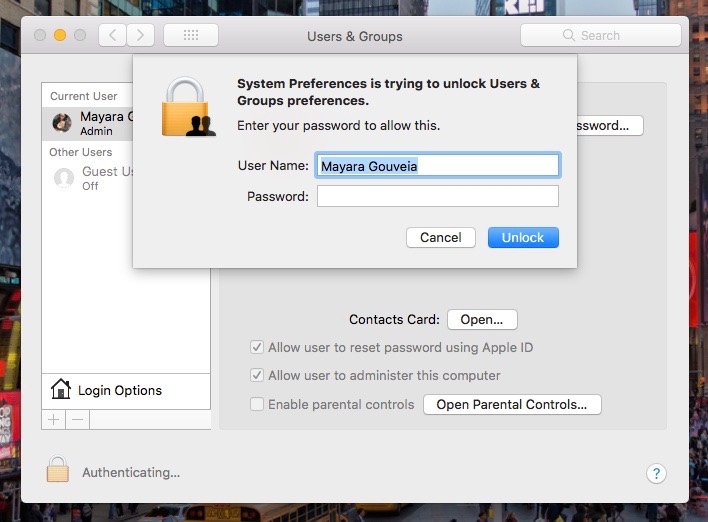 Users & Groups
Search
System Preferences is trying to unlock Users &
Groups preferences.
Enter your password to allow this.
User Name: Mayara Gouveia
Password:
Cancel
Unlock
Current User
Mayara G
Admin
Other Users
Guest Us
Off
ssword...
Contacts Card: Open...
Allow user to reset password using Apple ID
Allow user to administer this computer
Enable parental controls
Open Parental Controls...
Login Options
+ −
Authenticating...
?